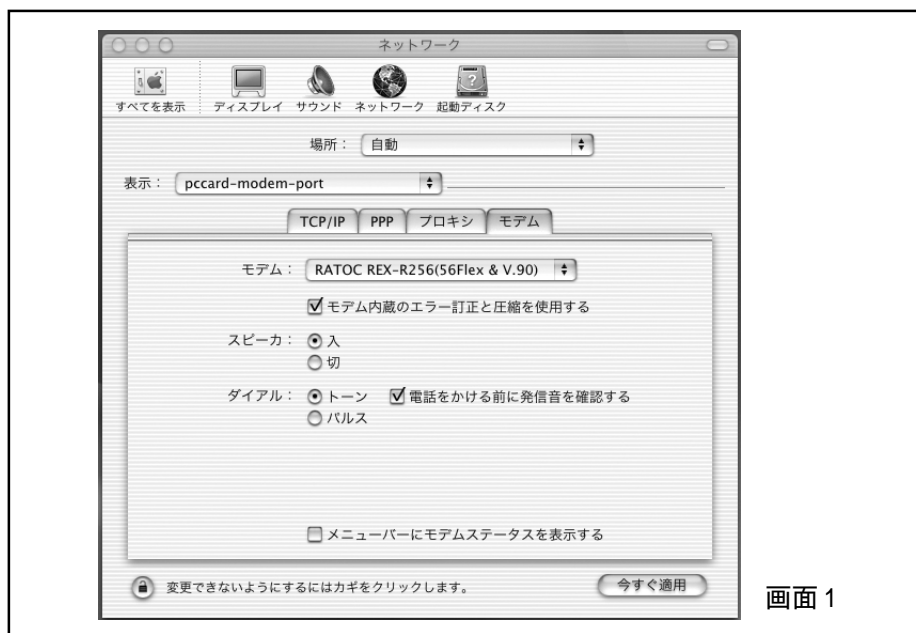 ネットワーク
すべてを表示 ディスプレイ サウンド ネットワーク 起動ディスク
場所： 自動
表示： pccard-modem-port
TCP/IP PPP プロキシ モデム
モデム： RATOC REX-R256(56Flex & V.90)
モデム内蔵のエラー訂正と圧縮を使用する
スピーカ： 入
切
ダイアル： トーン 電話をかける前に発信音を確認する
パルス
メニューバーにモデムステータスを表示する
変更できないようにするにはカギをクリックします。 今すぐ適用
画面1